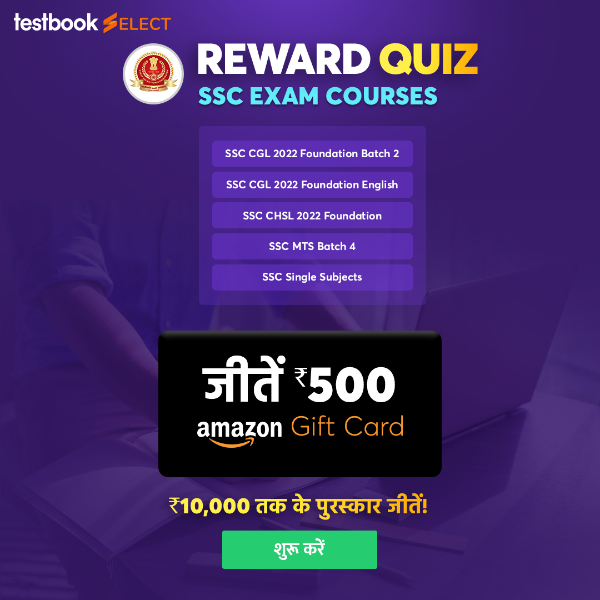 testbook SELECT
REWARD QUIZ
SSC EXAM COURSES
SSC CGL 2022 Foundation Batch 2
SSC CGL 2022 Foundation English
SSC CHSL 2022 Foundation
SSC MTS Batch 4
SSC Single Subjects
जीतें ₹500
amazon Gift Card
₹10,000 तक के पुरस्कार जीतें!
शुरू करें